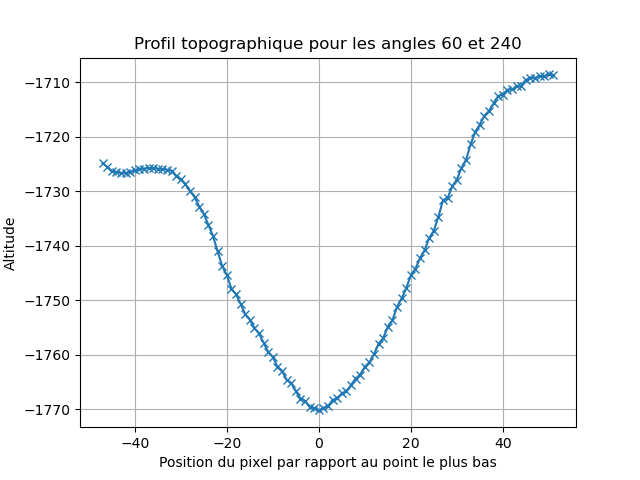 Profil topographique pour les angles 60 et 240
Altitude
−1710
−1720
−1730
−1740
−1750
−1760
−1770
−40 −20 0 20 40
Position du pixel par rapport au point le plus bas